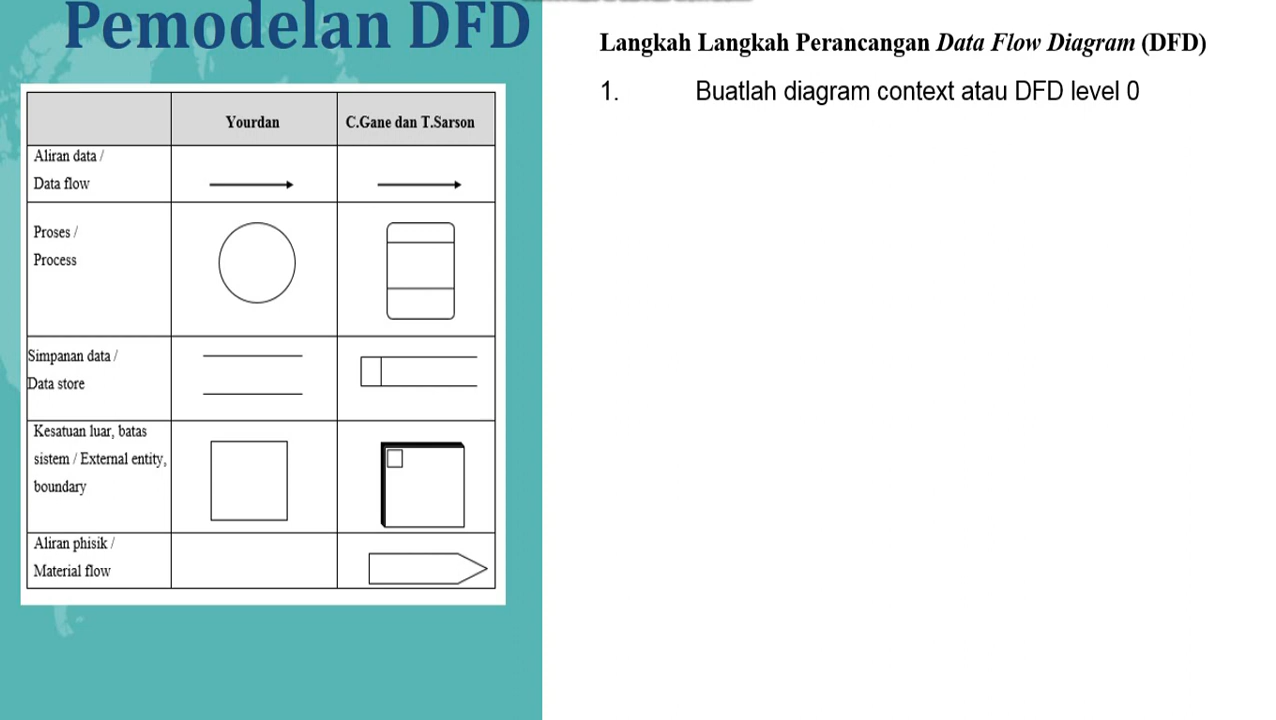 Pemodelan DFD
Yourdan
C.Gane dan T.Sarson
Aliran data /
Data flow
Proses /
Process
Simpanan data /
Data store
Kesatuan luar, batas
sistem / External entity,
boundary
Aliran phisik /
Material flow
Langkah Langkah Perancangan Data Flow Diagram (DFD)
1. Buatlah diagram context atau DFD level 0